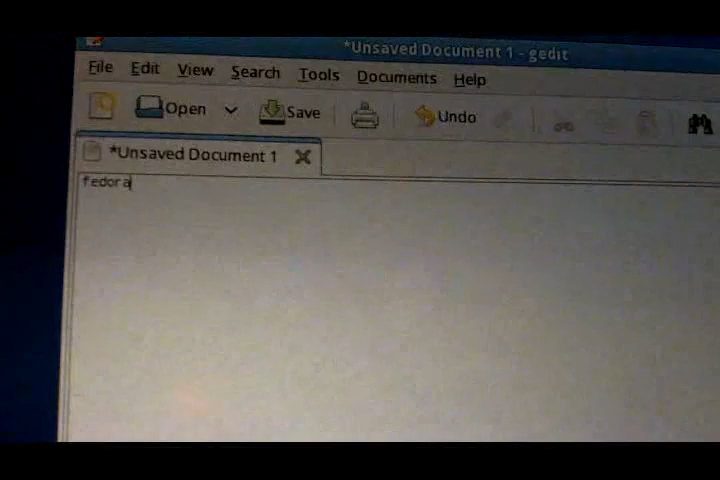 *Unsaved Document 1 - gedit
File Edit View Search Tools Documents Help
Open Save Undo
*Unsaved Document 1
fedora